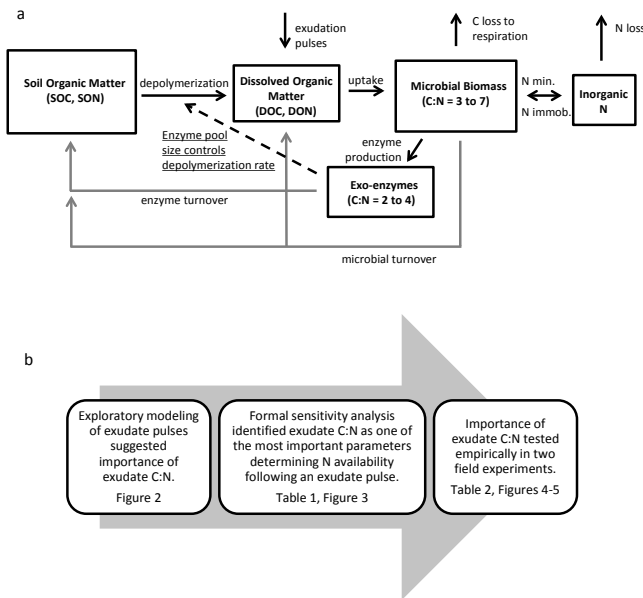 a
exudation
pulses
C loss to
respiration
N loss
Soil Organic Matter
(SOC, SON)
depolymerization
Dissolved Organic
Matter
(DOC, DON)
uptake
Microbial Biomass
(C:N = 3 to 7)
N min.
N immob.
Inorganic
N
Enzyme pool
size controls
depolymerization rate
enzyme
production
Exo-enzymes
(C:N = 2 to 4)
enzyme turnover
microbial turnover
b
Exploratory modeling
of exudate pulses
suggested
importance of
exudate C:N.
Figure 2
Formal sensitivity analysis
identified exudate C:N as one of
the most important parameters
determining N availability
following an exudate pulse.
Table 1, Figure 3
Importance of
exudate C:N tested
empirically in two
field experiments.
Table 2, Figures 4-5